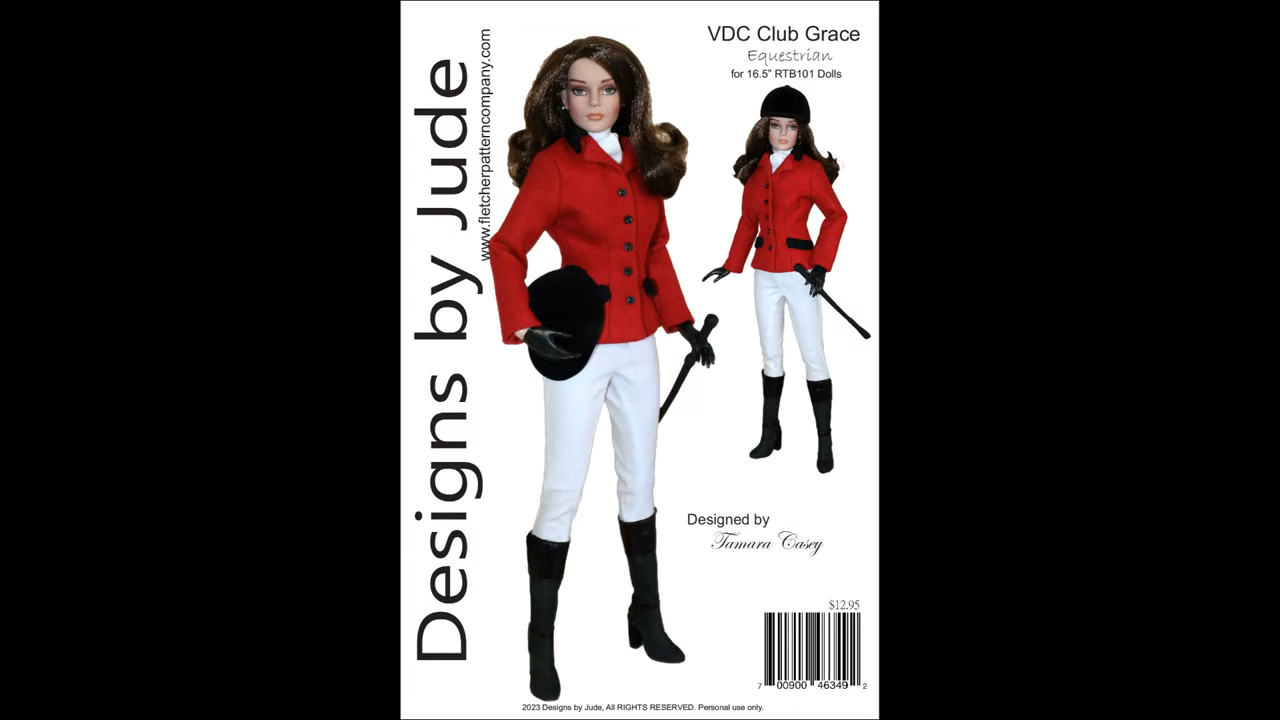 Designs by Jude
www.fletcherpatterncompany.com
VDC Club Grace
Equestrian
for 16.5" RTB101 Dolls
Designed by
Tamara Casey
$12.95
7 00900 46349 2
2023 Designs by Jude, All RIGHTS RESERVED. Personal use only.